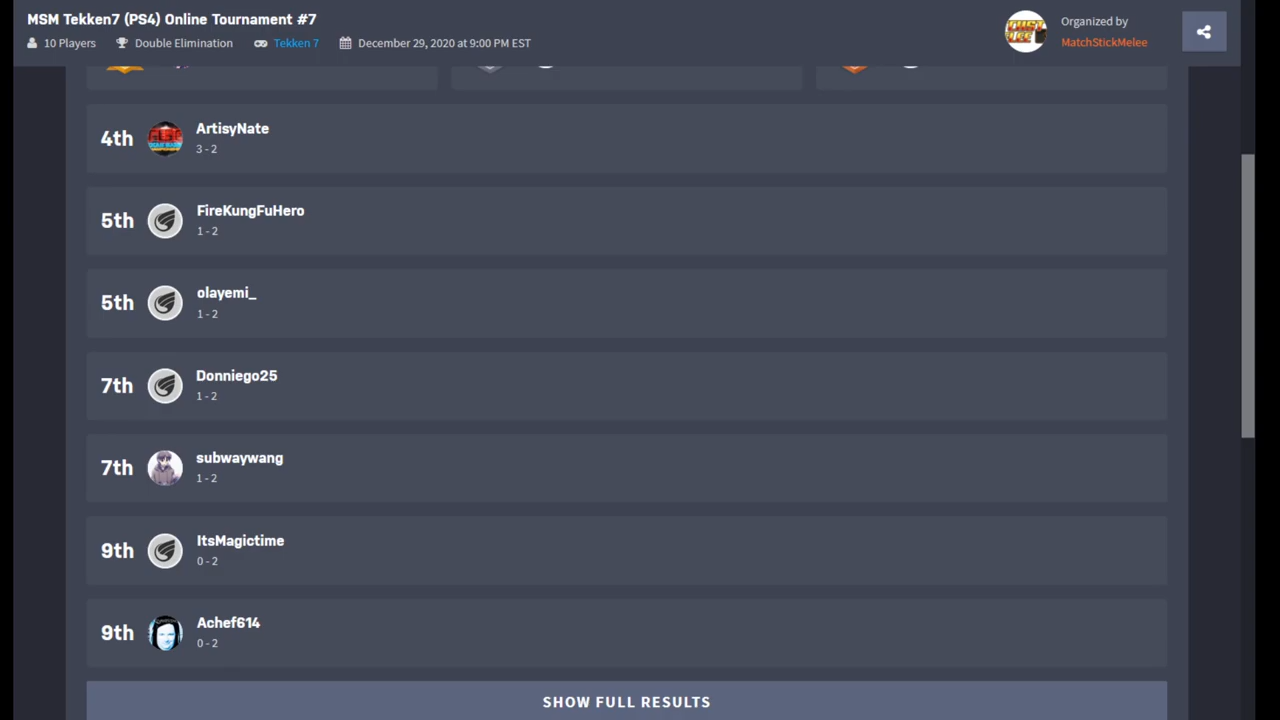 MSM Tekken7 (PS4) Online Tournament #7
10 Players Double Elimination Tekken 7 December 29, 2020 at 9:00 PM EST
Organized by
MatchStickMelee
4th
ArtisyNate
3 - 2
5th
FireKungFuHero
1 - 2
5th
olayemi_
1 - 2
7th
Donniego25
1 - 2
7th
subwaywang
1 - 2
9th
ItsMagictime
0 - 2
9th
Achef614
0 - 2
SHOW FULL RESULTS